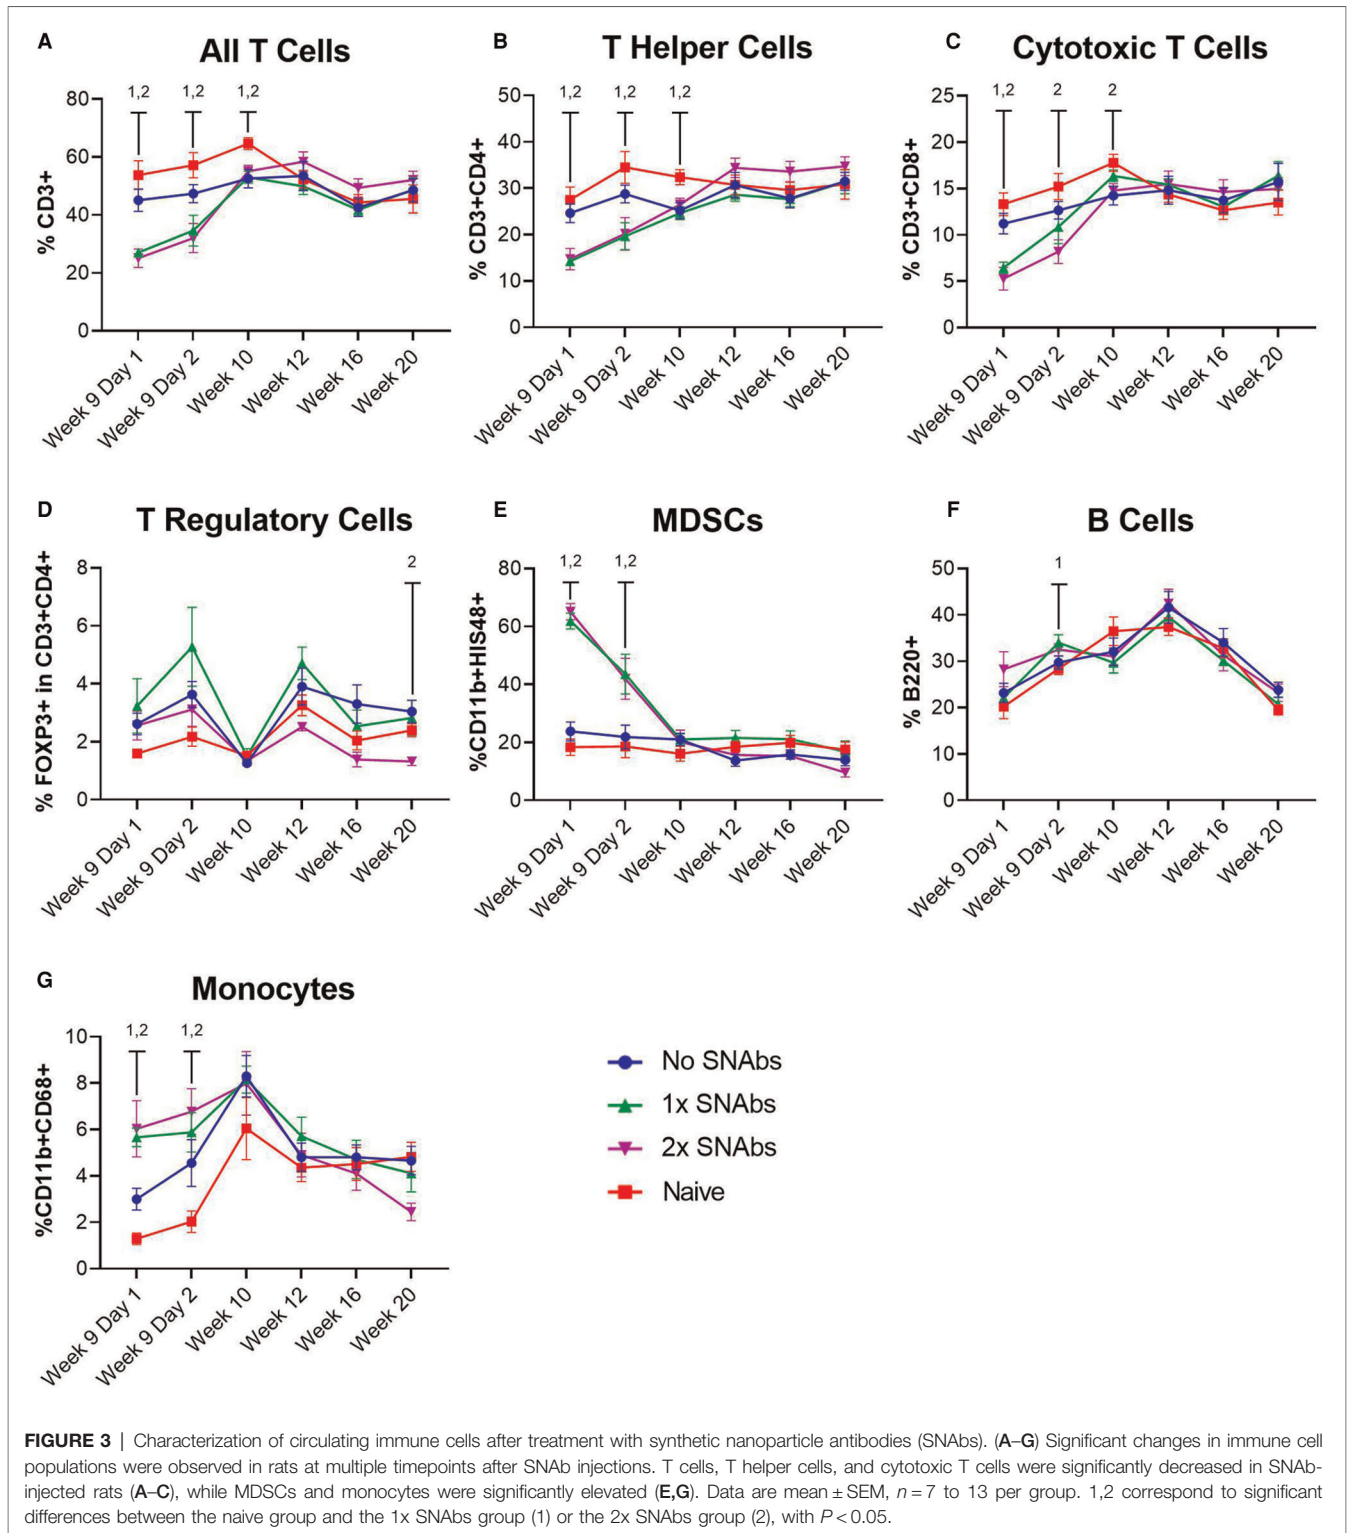 A
All T Cells
1,2
1,2
1,2
% CD3+
80
60
40
20
0
Week 9 Day 1
Week 9 Day 2
Week 10
Week 12
Week 16
Week 20
B
T Helper Cells
1,2
1,2
1,2
% CD3+CD4+
50
40
30
20
10
0
Week 9 Day 1
Week 9 Day 2
Week 10
Week 12
Week 16
Week 20
C
Cytotoxic T Cells
1,2
2
2
% CD3+CD8+
25
20
15
10
5
0
Week 9 Day 1
Week 9 Day 2
Week 10
Week 12
Week 16
Week 20
D
T Regulatory Cells
2
% FOXP3+ in CD3+CD4+
8
6
4
2
0
Week 9 Day 1
Week 9 Day 2
Week 10
Week 12
Week 16
Week 20
E
MDSCs
1,2
1,2
%CD11b+HIS48+
80
60
40
20
0
Week 9 Day 1
Week 9 Day 2
Week 10
Week 12
Week 16
Week 20
F
B Cells
1
% B220+
50
40
30
20
10
0
Week 9 Day 1
Week 9 Day 2
Week 10
Week 12
Week 16
Week 20
G
Monocytes
1,2
1,2
%CD11b+CD68+
10
8
6
4
2
0
Week 9 Day 1
Week 9 Day 2
Week 10
Week 12
Week 16
Week 20
No SNAbs
1x SNAbs
2x SNAbs
Naive
FIGURE 3 | Characterization of circulating immune cells after treatment with synthetic nanoparticle antibodies (SNAbs). (A–G) Significant changes in immune cell
populations were observed in rats at multiple timepoints after SNAb injections. T cells, T helper cells, and cytotoxic T cells were significantly decreased in SNAb-
injected rats (A–C), while MDSCs and monocytes were significantly elevated (E,G). Data are mean ± SEM, n = 7 to 13 per group. 1,2 correspond to significant
differences between the naive group and the 1x SNAbs group (1) or the 2x SNAbs group (2), with P < 0.05.